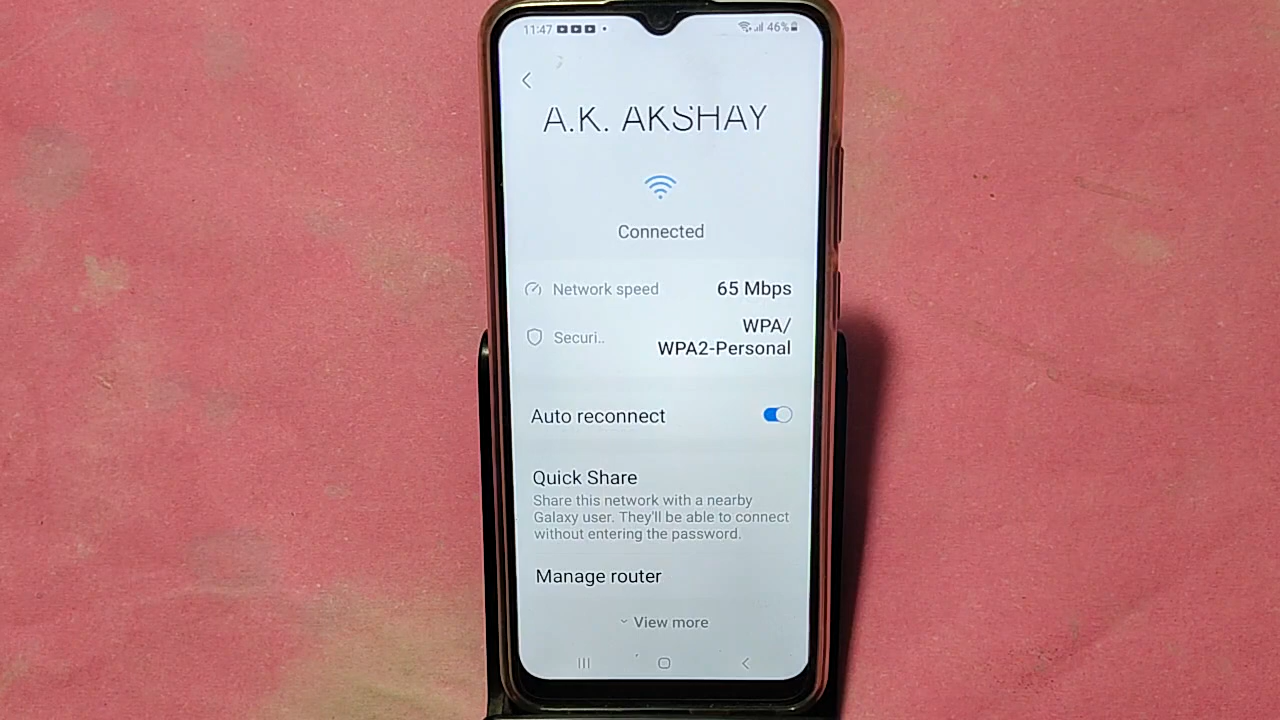 11:47
46%
A.K. AKSHAY
Connected
Network speed 65 Mbps
Securi.. WPA/
WPA2-Personal
Auto reconnect
Quick Share
Share this network with a nearby
Galaxy user. They'll be able to connect
without entering the password.
Manage router
View more